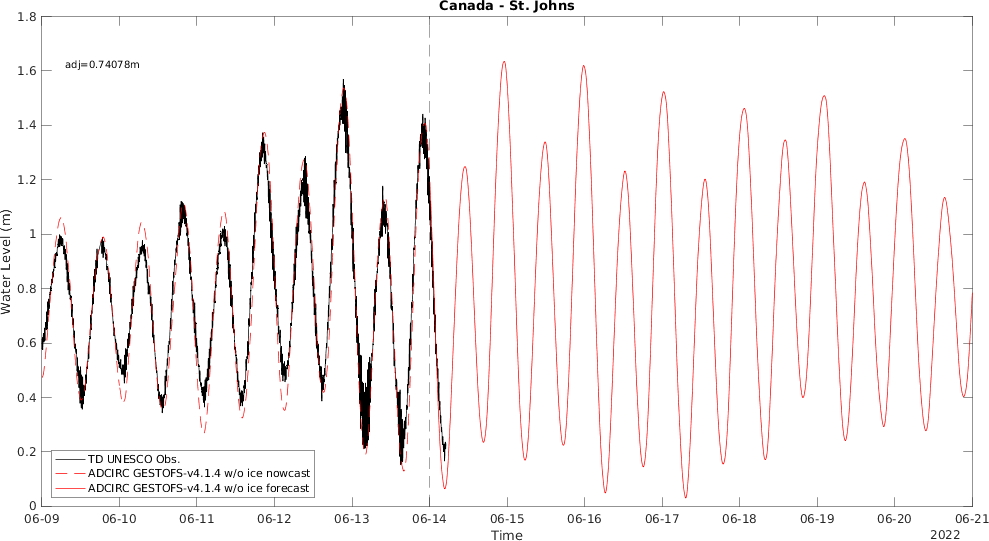 Canada - St. Johns
1.8
1.6
1.4
1.2
1
0.8
0.6
0.4
0.2
0
Water Level (m)
adj=0.74078m
TD UNESCO Obs.
ADCIRC GESTOFS-v4.1.4 w/o ice nowcast
ADCIRC GESTOFS-v4.1.4 w/o ice forecast
06-09 06-10 06-11 06-12 06-13 06-14 06-15 06-16 06-17 06-18 06-19 06-20 06-21
Time
2022